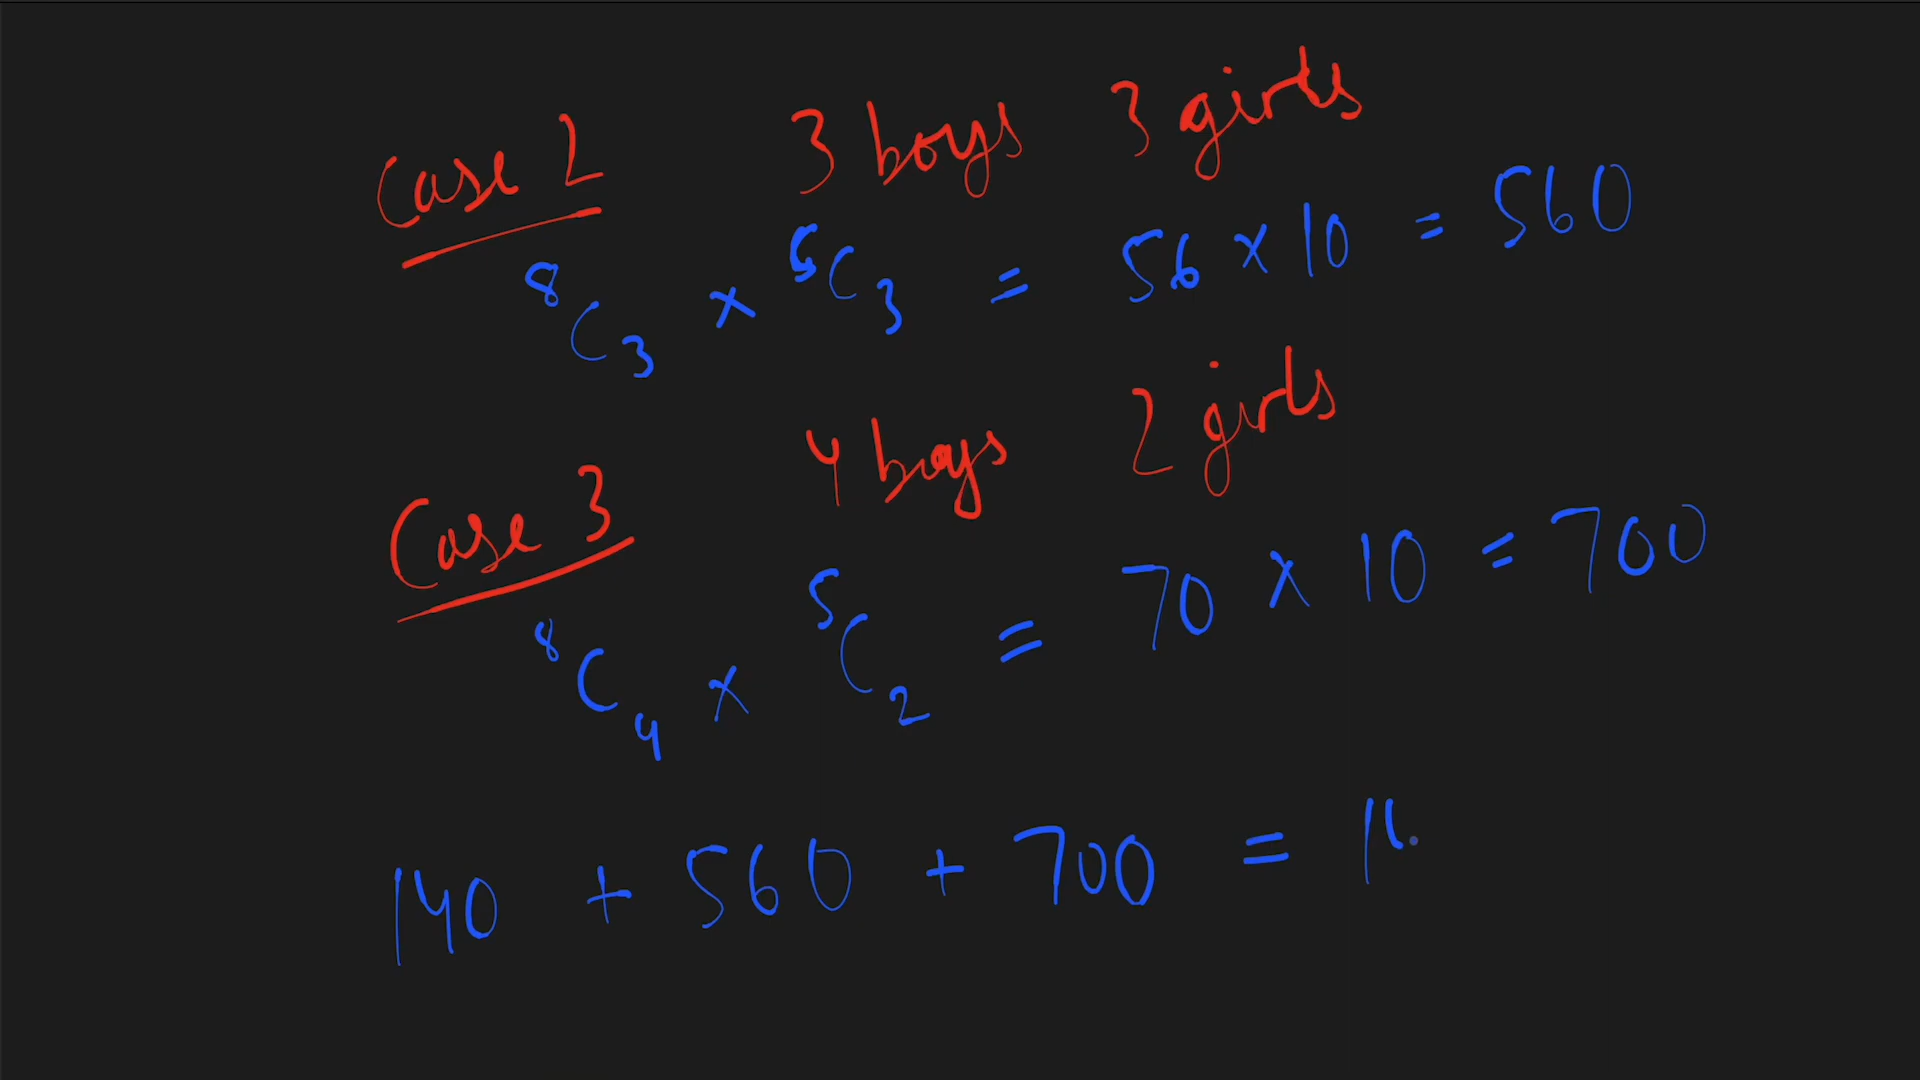 Case 2 3 boys 3 girls
⁸C₃ × ⁵C₃ = 56 × 10 = 560
Case 3 4 boys 2 girls
⁸C₄ × ⁵C₂ = 70 × 10 = 700
140 + 560 + 700 = 1